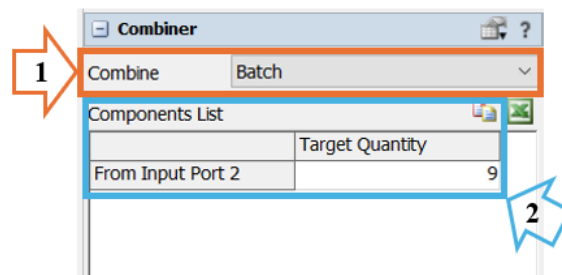 Combiner ?
1 Combine Batch
Components List
Target Quantity
From Input Port 2 9
2